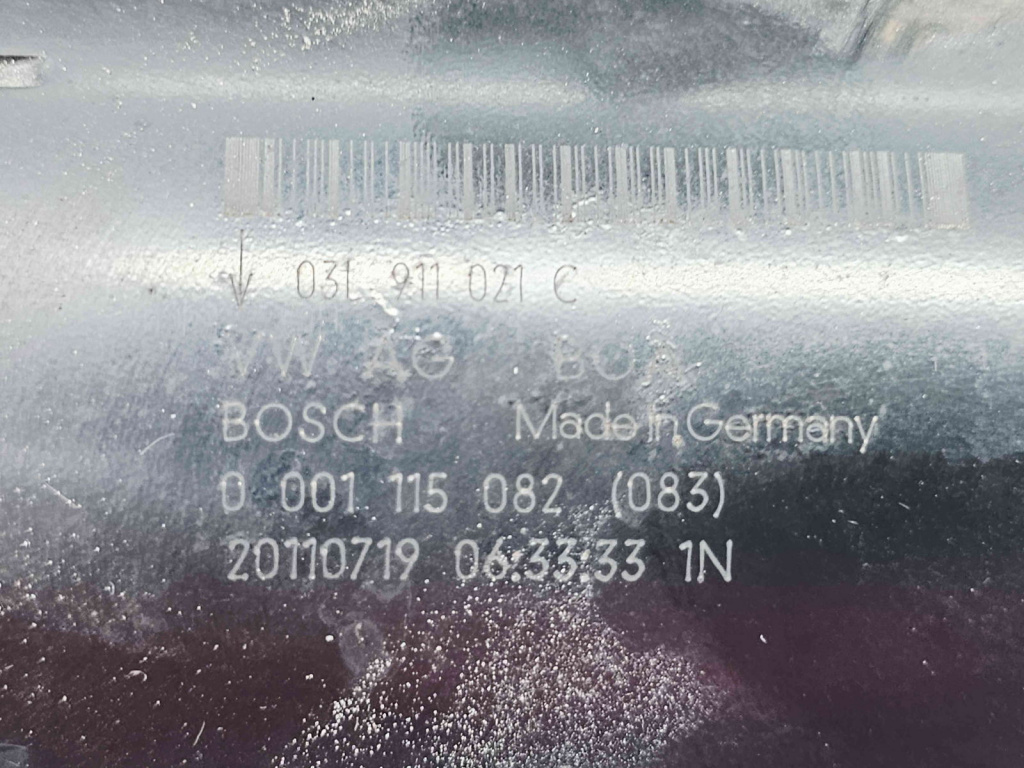 03L 911 021 C
VW AG BOA
BOSCH Made in Germany
0 001 115 082 (083)
20110719 06:33:33 1N